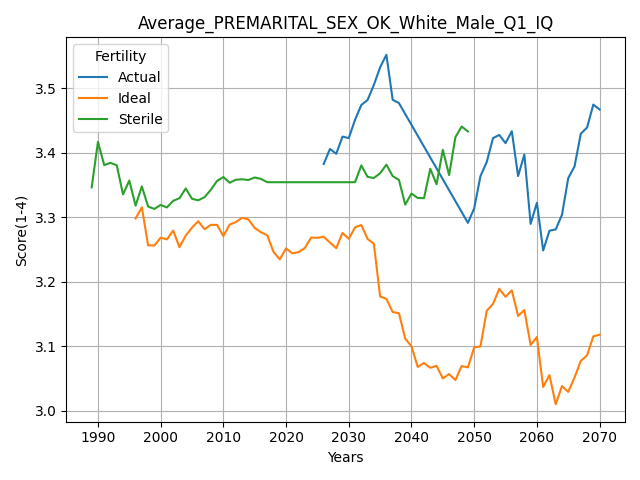 Average_PREMARITAL_SEX_OK_White_Male_Q1_IQ
Fertility
Actual
Ideal
Sterile
Score(1-4)
3.5
3.4
3.3
3.2
3.1
3.0
1990 2000 2010 2020 2030 2040 2050 2060 2070
Years